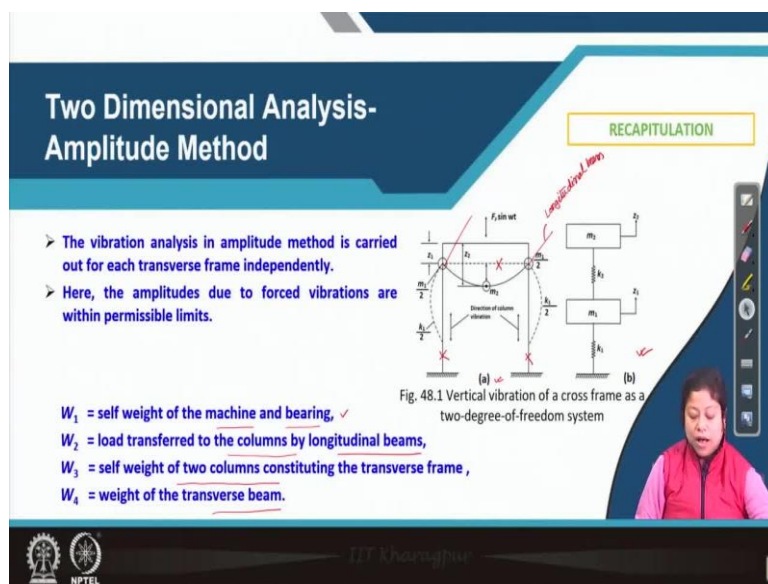 Two Dimensional Analysis-
Amplitude Method
RECAPITULATION
➤ The vibration analysis in amplitude method is carried
out for each transverse frame independently.
➤ Here, the amplitudes due to forced vibrations are
within permissible limits.
Longitudinal beam
z₁
z₂
m₁/2
m₁/2
m₂
k₁/2
k₁/2
Direction of column
vibration
(a)
m₂
z₂
k₂
m₁
z₁
k₁
(b)
Fig. 48.1 Vertical vibration of a cross frame as a
two-degree-of-freedom system
W₁ = self weight of the machine and bearing,
W₂ = load transferred to the columns by longitudinal beams,
W₃ = self weight of two columns constituting the transverse frame ,
W₄ = weight of the transverse beam.
IIT Kharagpur
NPTEL